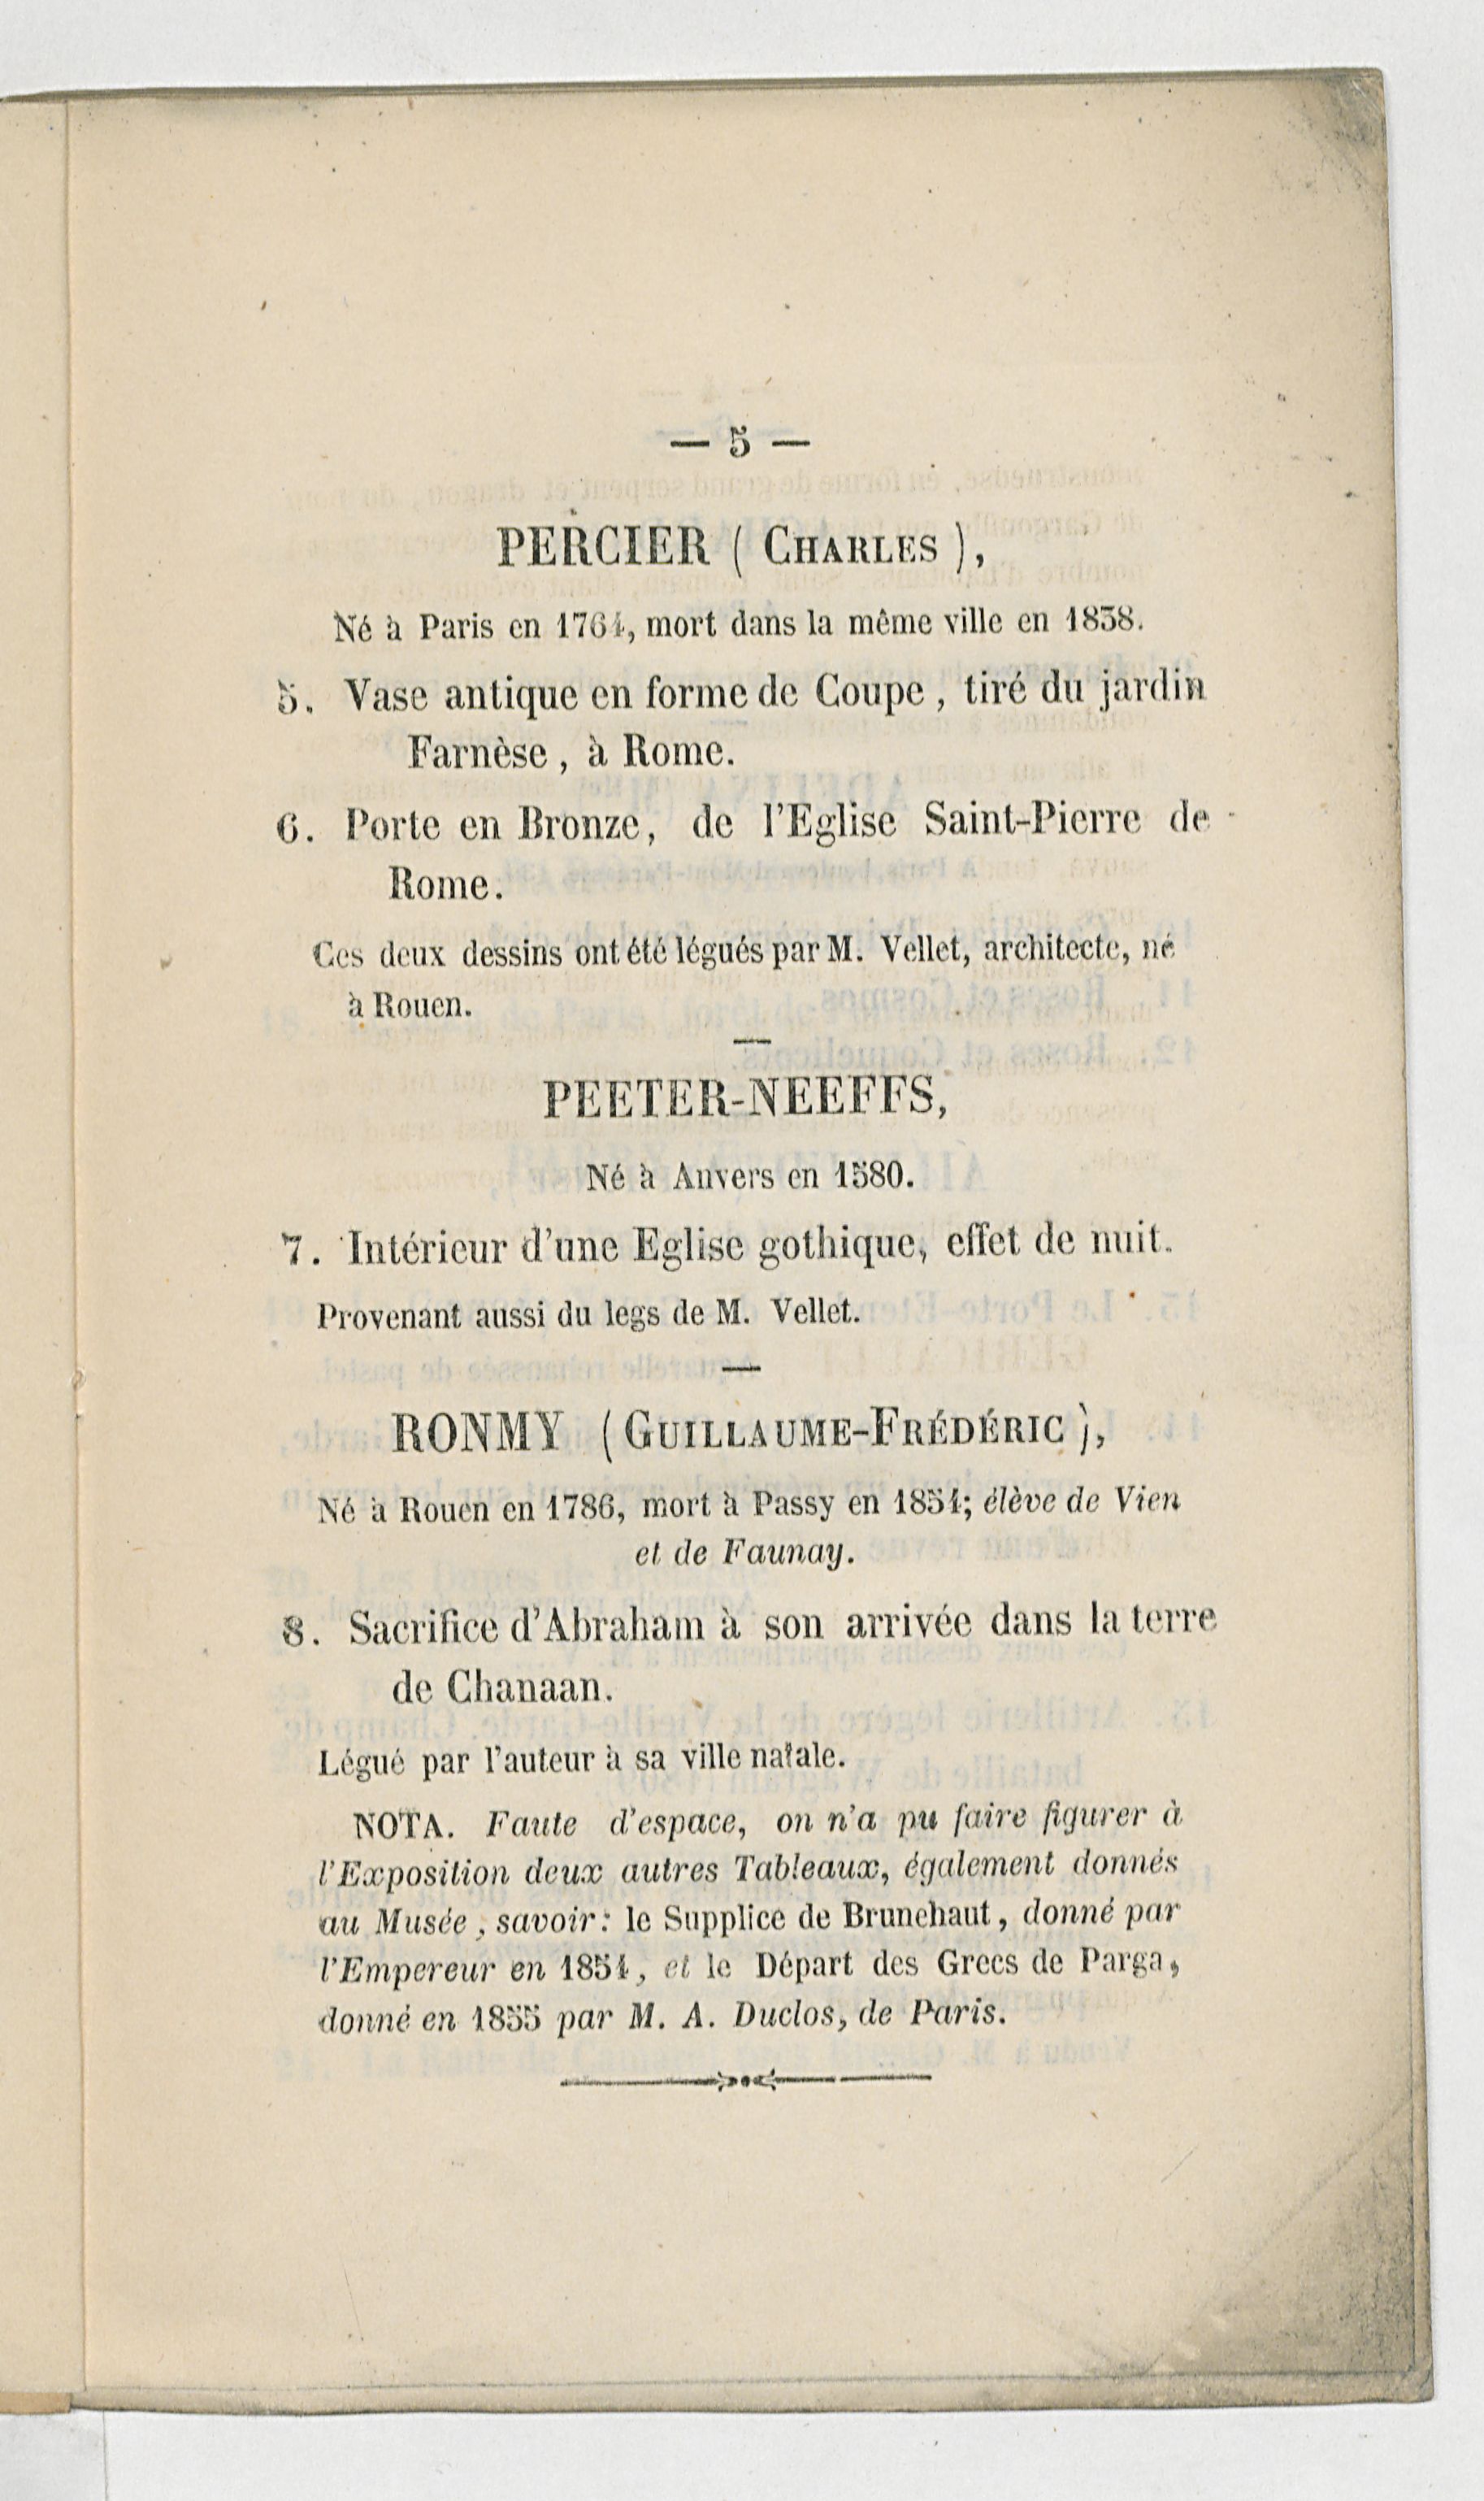 — 5 —
PERCIER ( CHARLES ),
Né à Paris en 1764, mort dans la même ville en 1838.
5. Vase antique en forme de Coupe, tiré du jardin
Farnèse, à Rome.
6. Porte en Bronze, de l'Eglise Saint-Pierre de
Rome.
Ces deux dessins ont été légués par M. Vellet, architecte, né
à Rouen.
PEETER-NEEFFS,
Né à Anvers en 1580.
7. Intérieur d'une Eglise gothique, effet de nuit.
Provenant aussi du legs de M. Vellet.
RONMY (GUILLAUME-FRÉDÉRIC),
Né à Rouen en 1786, mort à Passy en 1854; élève de Vien
et de Faunay.
8. Sacrifice d'Abraham à son arrivée dans la terre
de Chanaan.
Légué par l'auteur à sa ville natale.
NOTA. Faute d'espace, on n'a pu faire figurer à
l'Exposition deux autres Tableaux, également donnés
au Musée, savoir: le Supplice de Brunehaut, donné par
l'Empereur en 1854, et le Départ des Grecs de Parga,
donné en 1855 par M. A. Duclos, de Paris.